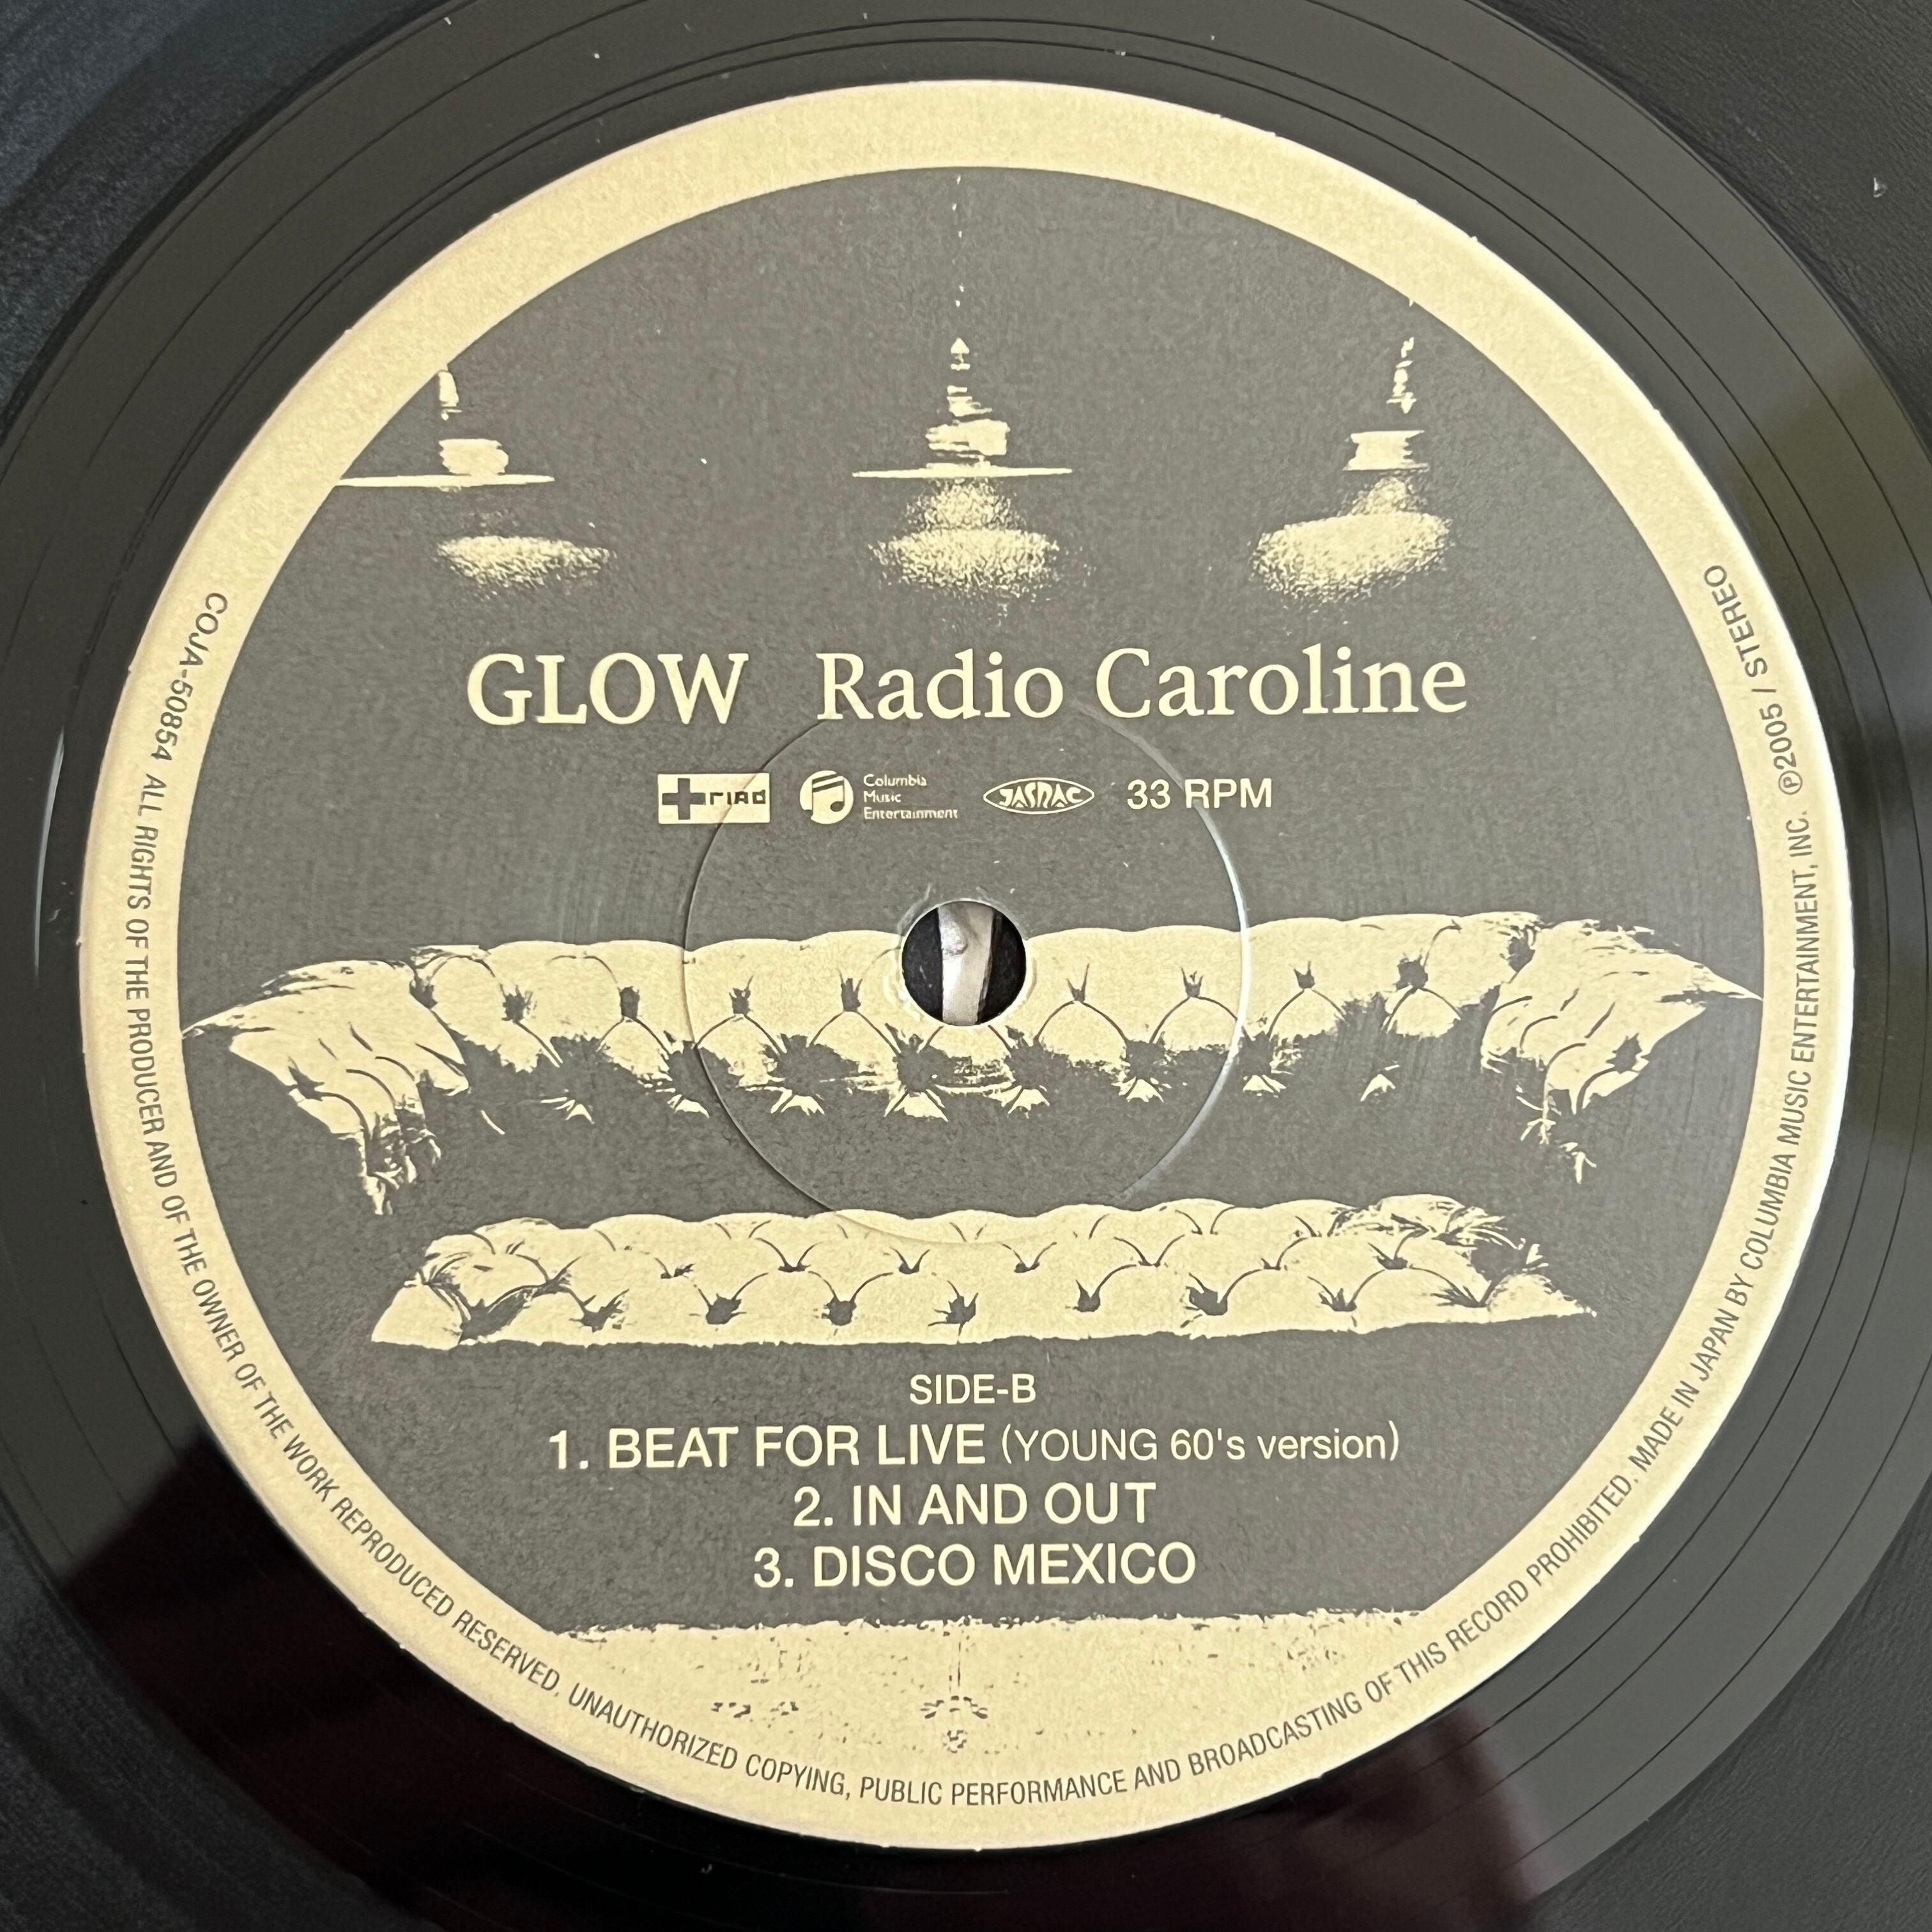 GLOW Radio Caroline
triad Columbia Music Entertainment JASRAC 33 RPM
SIDE-B
1. BEAT FOR LIVE (YOUNG 60's version)
2. IN AND OUT
3. DISCO MEXICO
COJA-50854 ALL RIGHTS OF THE PRODUCER AND OF THE OWNER OF THE WORK REPRODUCED RESERVED. UNAUTHORIZED COPYING, PUBLIC PERFORMANCE AND BROADCASTING OF THIS RECORD PROHIBITED. MADE IN JAPAN BY COLUMBIA MUSIC ENTERTAINMENT, INC. ℗2005 / STEREO